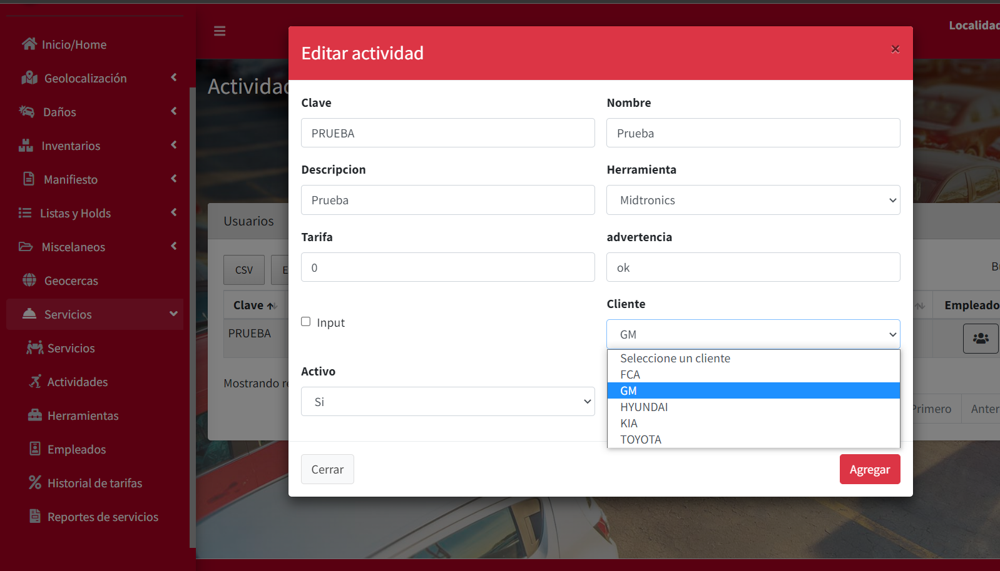 Inicio/Home
Geolocalización
Daños
Inventarios
Manifiesto
Listas y Holds
Miscelaneos
Geocercas
Servicios
Servicios
Actividades
Herramientas
Empleados
Historial de tarifas
Reportes de servicios
Localidad
Actividad
Usuarios
CSV
E
Clave
PRUEBA
Mostrando re
B
Empleado
Primero
Anter
Editar actividad
×
Clave
Nombre
PRUEBA
Prueba
Descripcion
Herramienta
Prueba
Midtronics
Tarifa
advertencia
0
ok
Cliente
Input
GM
Seleccione un cliente
FCA
GM
HYUNDAI
KIA
TOYOTA
Activo
Si
Cerrar
Agregar